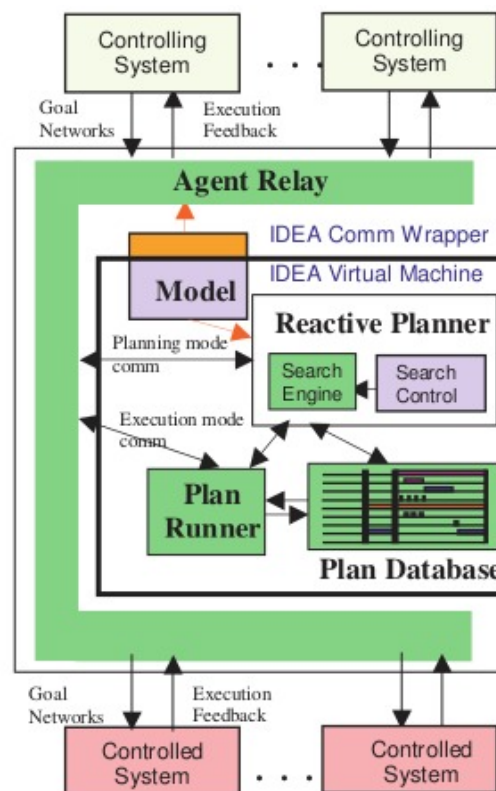 Controlling
System
Controlling
System
. . .
Goal
Networks
Execution
Feedback
Agent Relay
IDEA Comm Wrapper
IDEA Virtual Machine
Model
Reactive Planner
Planning mode
comm
Search
Engine
Search
Control
Execution mode
comm
Plan
Runner
Plan Database
Goal
Networks
Execution
Feedback
Controlled
System
. . .
Controlled
System